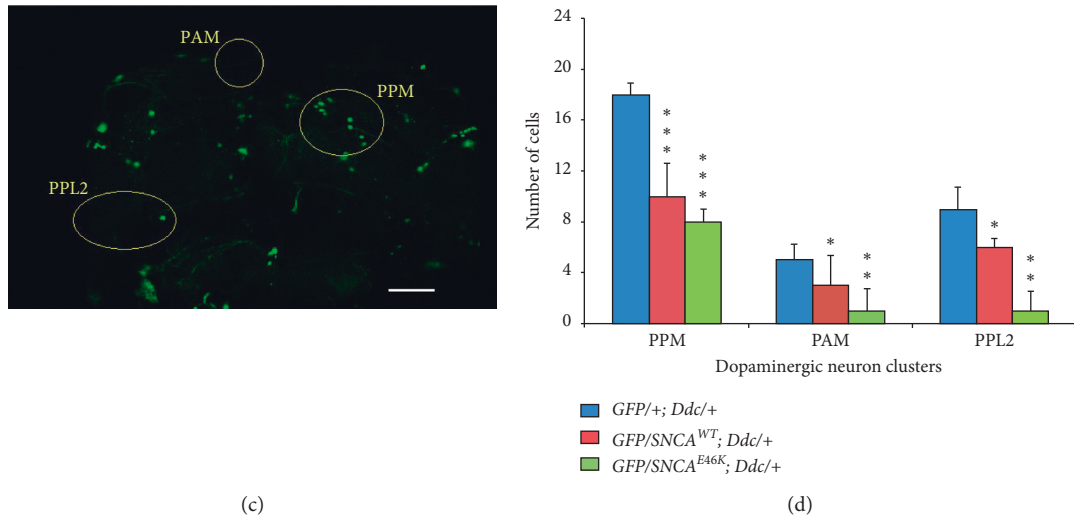 PAM
PPM
PPL2
(c)
Number of cells
24
20
16
12
8
4
0
***
***
*
**
*
**
PPM
PAM
PPL2
Dopaminergic neuron clusters
GFP/+; Ddc/+
GFP/SNCA^WT; Ddc/+
GFP/SNCA^E46K; Ddc/+
(d)